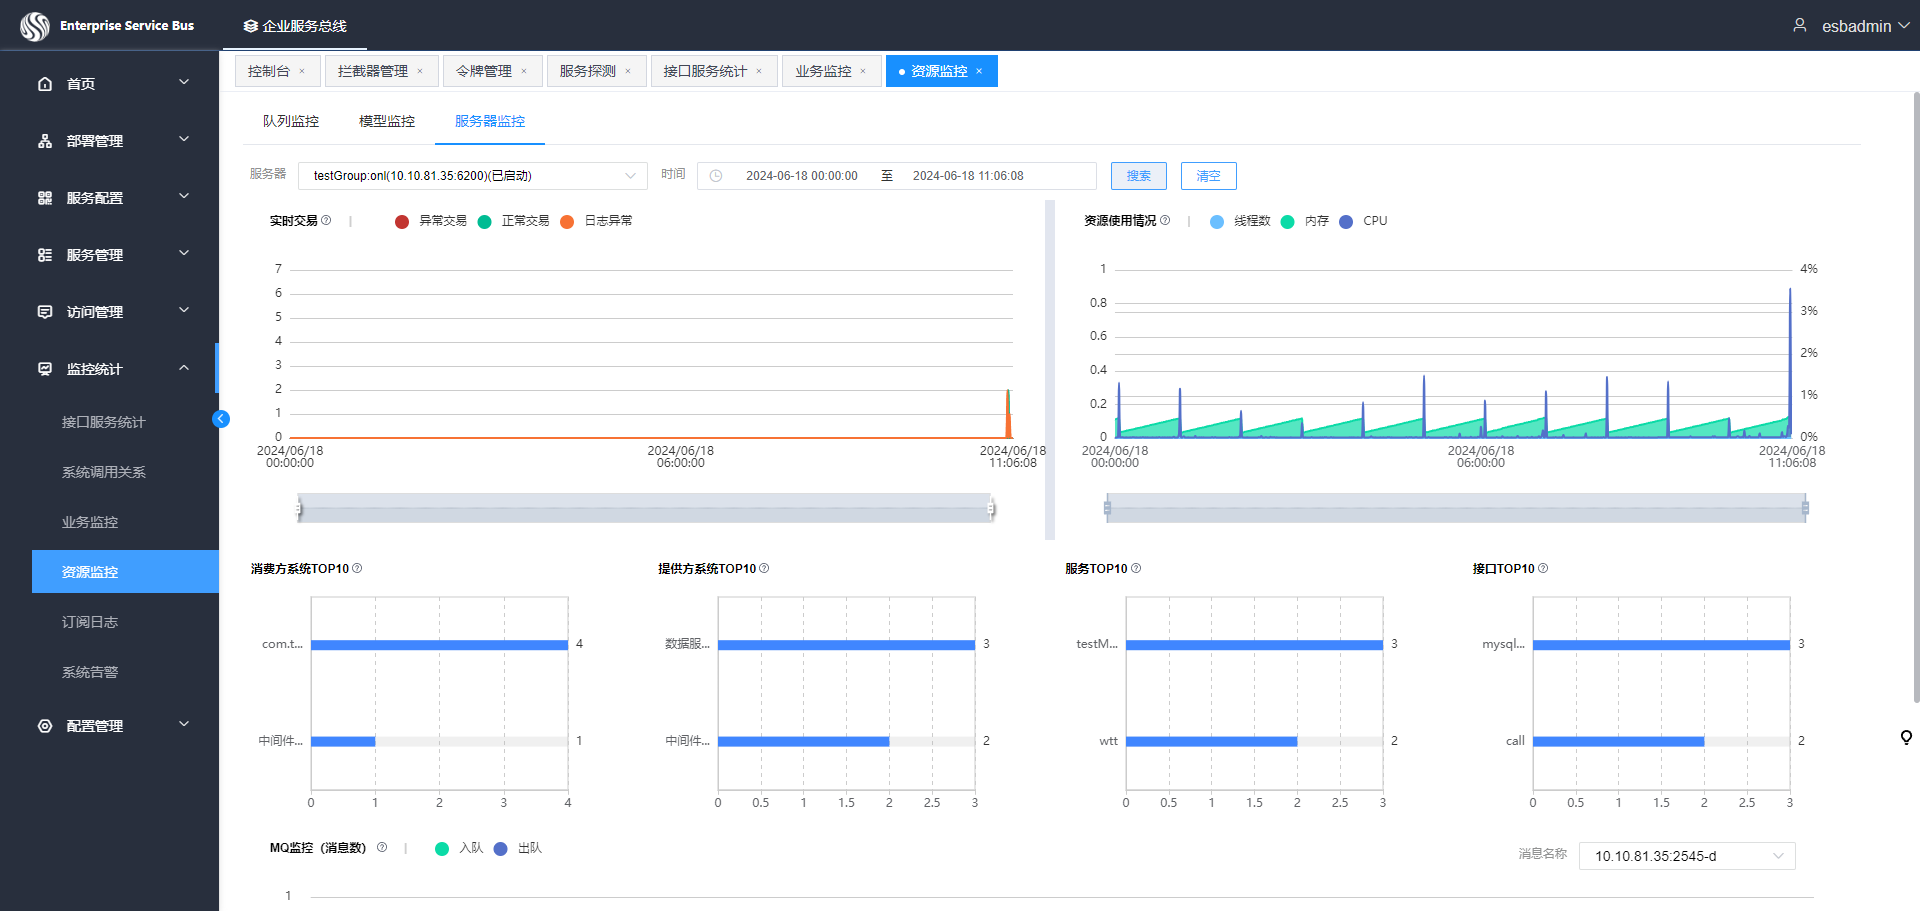 Enterprise Service Bus
企业服务总线
esbadmin
首页
部署管理
服务配置
服务管理
访问管理
监控统计
接口服务统计
系统调用关系
业务监控
资源监控
订阅日志
系统告警
配置管理
控制台 ×
拦截器管理 ×
令牌管理 ×
服务探测 ×
接口服务统计 ×
业务监控 ×
资源监控 ×
队列监控 模型监控 服务器监控
服务器 testGroup:onl(10.10.81.35:6200)(已启动) 时间 2024-06-18 00:00:00 至 2024-06-18 11:06:08 搜索 清空
实时交易 | 异常交易 正常交易 日志异常
7
6
5
4
3
2
1
0
2024/06/18 00:00:00
2024/06/18 06:00:00
2024/06/18 11:06:08
资源使用情况 | 线程数 内存 CPU
1
0.8
0.6
0.4
0.2
0
4%
3%
2%
1%
0%
2024/06/18 00:00:00
2024/06/18 06:00:00
2024/06/18 11:06:08
消费方系统TOP10
com.t... 4
中间件... 1
0 1 2 3 4
提供方系统TOP10
数据服... 3
中间件... 2
0 0.5 1 1.5 2 2.5 3
服务TOP10
testM... 3
wtt 2
0 0.5 1 1.5 2 2.5 3
接口TOP10
mysql... 3
call 2
0 0.5 1 1.5 2 2.5 3
MQ监控（消息数） | 入队 出队
消息名称 10.10.81.35:2545-d
1